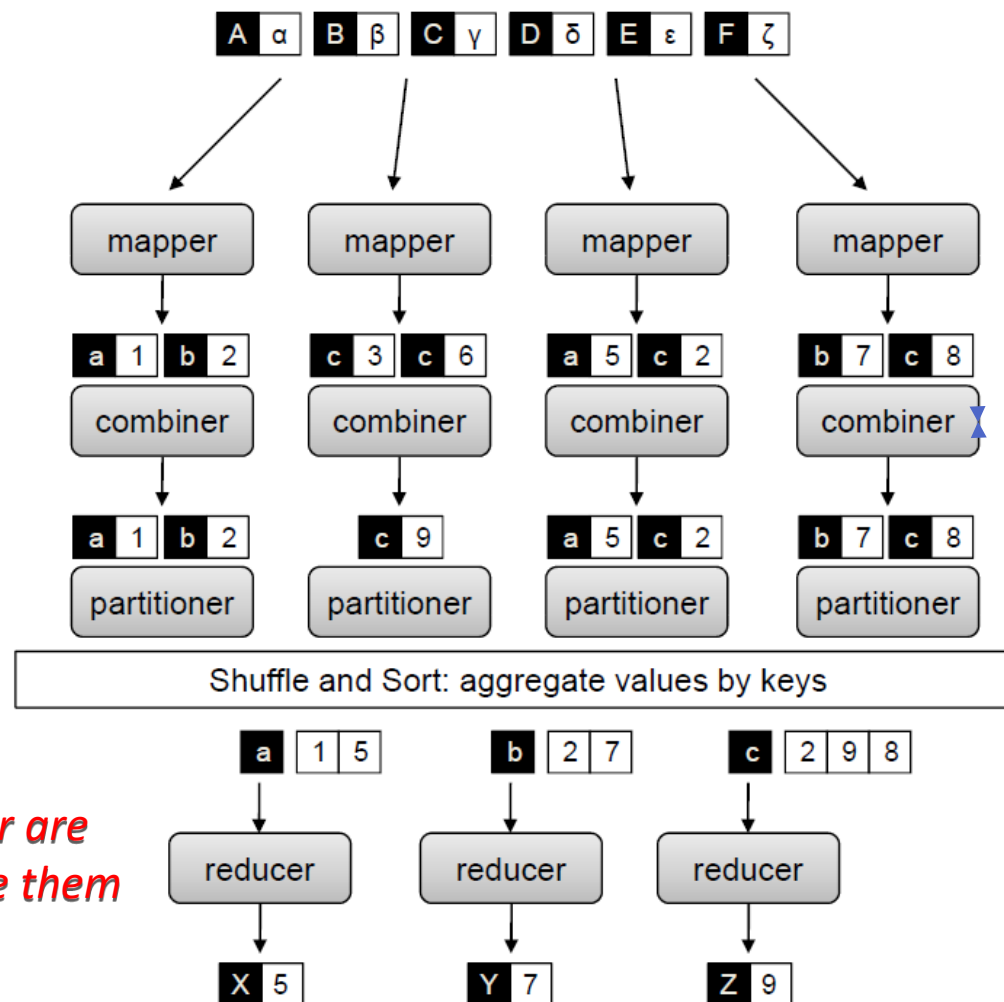 A α B β C γ D δ E ε F ζ
mapper mapper mapper mapper
a 1 b 2 c 3 c 6 a 5 c 2 b 7 c 8
combiner combiner combiner combiner
a 1 b 2 c 9 a 5 c 2 b 7 c 8
partitioner partitioner partitioner partitioner
Shuffle and Sort: aggregate values by keys
a 1 5 b 2 7 c 2 9 8
r are
reducer reducer reducer
e them
X 5 Y 7 Z 9